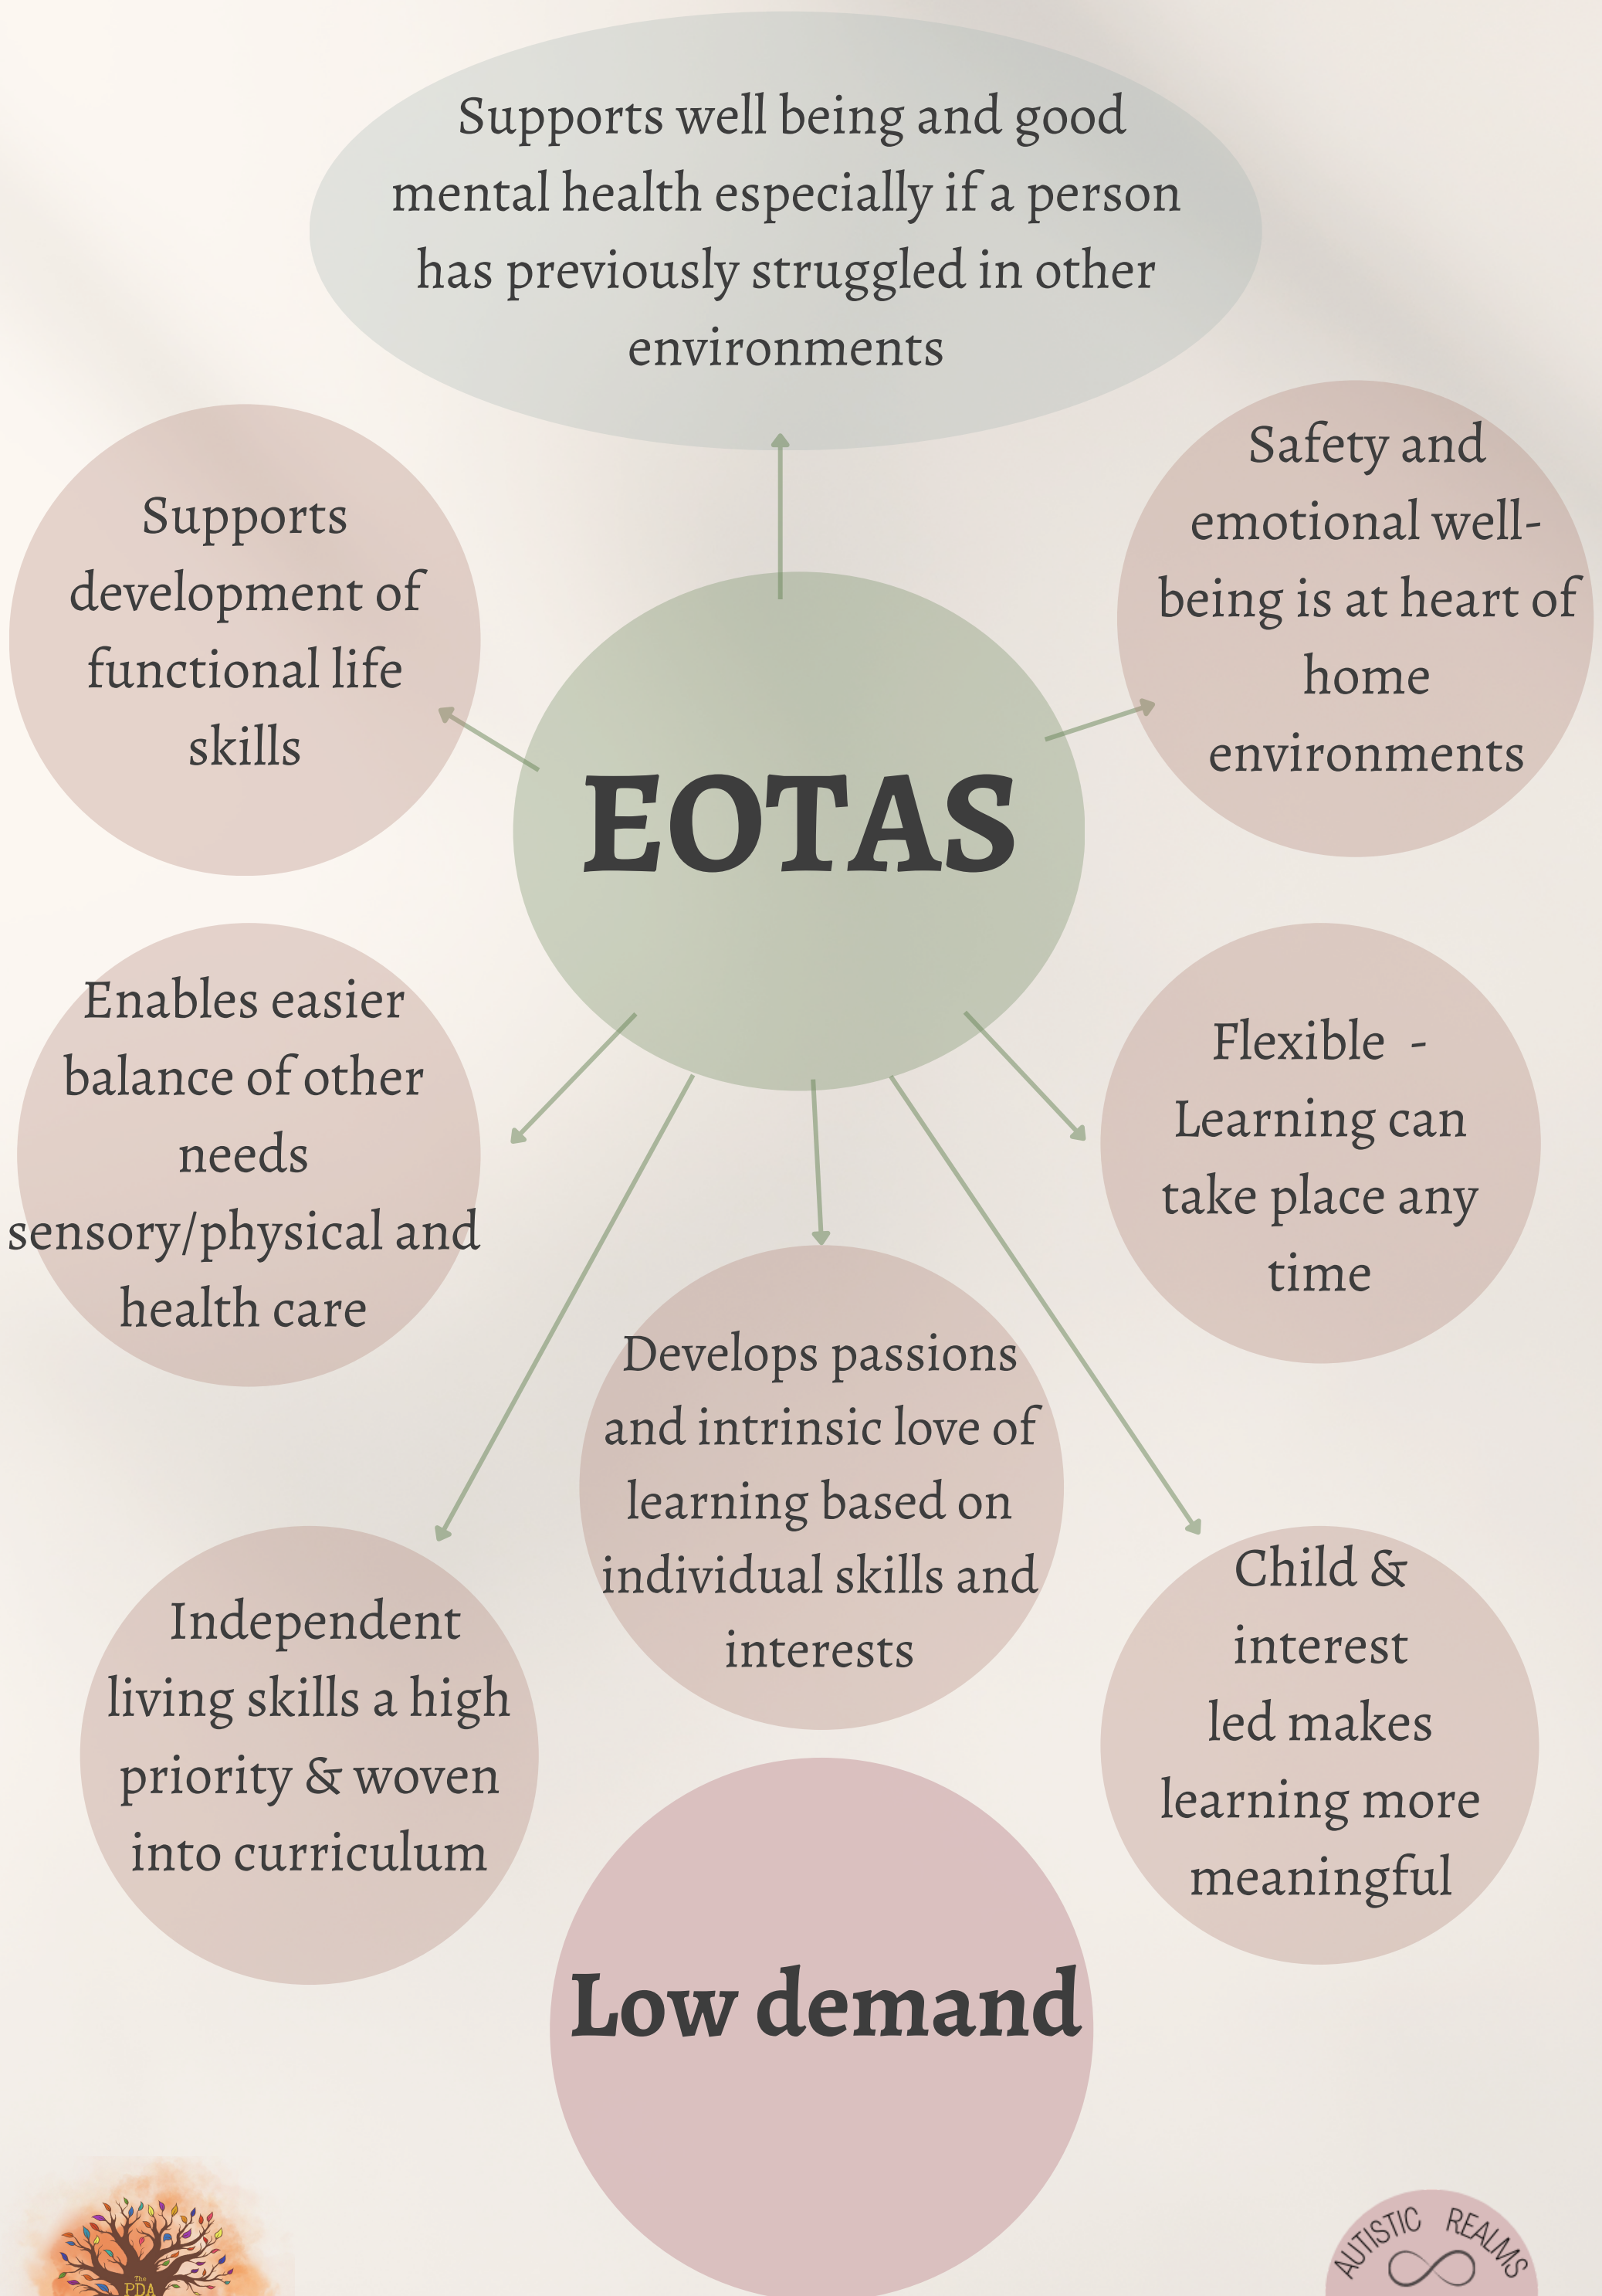 Supports well being and good
mental health especially if a person
has previously struggled in other
environments
Supports
development of
functional life
skills
Safety and
emotional well-
being is at heart of
home
environments
EOTAS
Enables easier
balance of other
needs
sensory/physical and
health care
Flexible -
Learning can
take place any
time
Develops passions
and intrinsic love of
learning based on
individual skills and
interests
Independent
living skills a high
priority & woven
into curriculum
Child &
interest
led makes
learning more
meaningful
Low demand
The
PDA
AUTISTIC REALMS